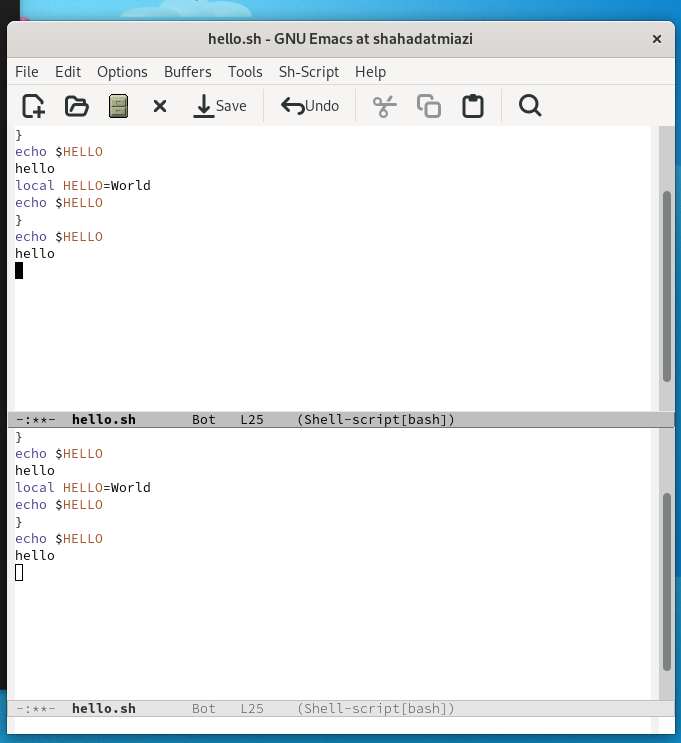 hello.sh - GNU Emacs at shahadatmiazi ×
File Edit Options Buffers Tools Sh-Script Help
Save Undo
}
echo $HELLO
hello
local HELLO=World
echo $HELLO
}
echo $HELLO
hello
-:**- hello.sh Bot L25 (Shell-script[bash])
}
echo $HELLO
hello
local HELLO=World
echo $HELLO
}
echo $HELLO
hello
-:**- hello.sh Bot L25 (Shell-script[bash])